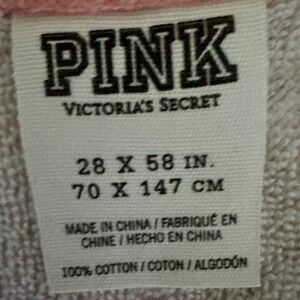 PINK
VICTORIA'S SECRET
28 X 58 IN.
70 X 147 CM
MADE IN CHINA / FABRIQUÉ EN
CHINE / HECHO EN CHINA
100% COTTON / COTON / ALGODÓN